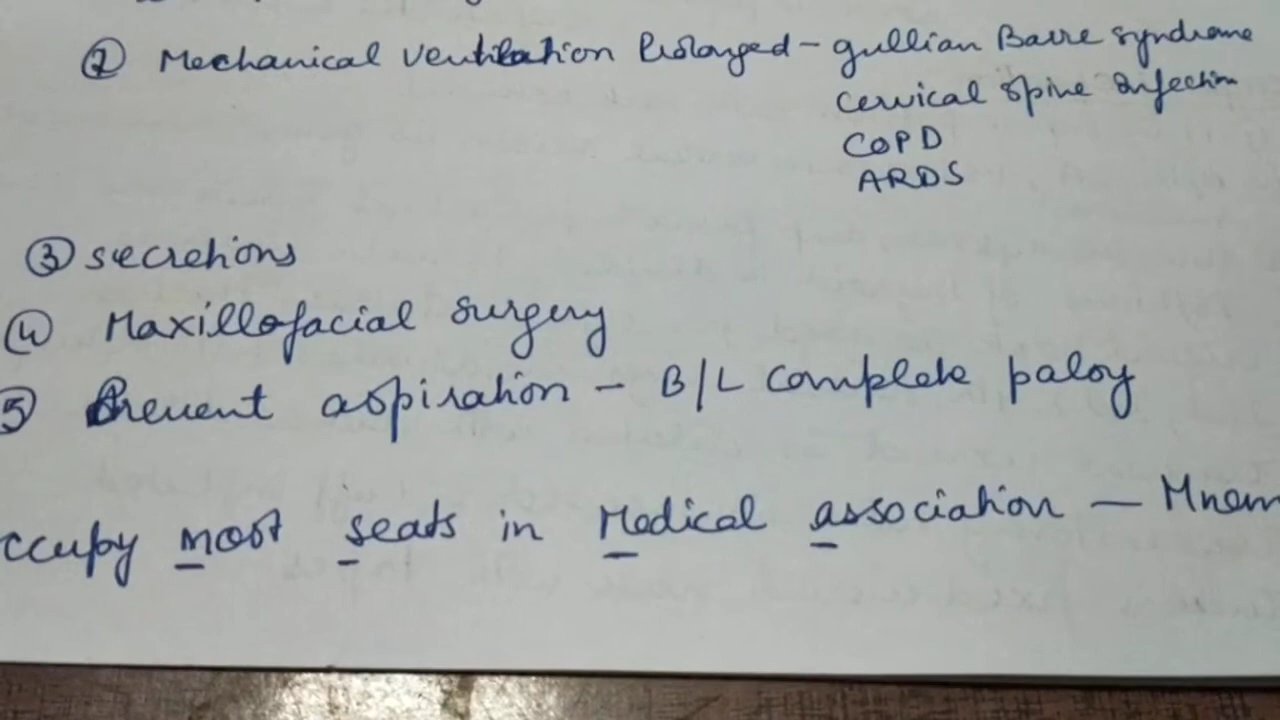 ② Mechanical Ventilation Prolonged - gullian Barre syndrome
cervical spine Infection
COPD
ARDS
③ secretions
④ Maxillofacial surgery
5 Prevent aspiration - B/L complete palsy
ccupy most seats in Medical association - Mnem